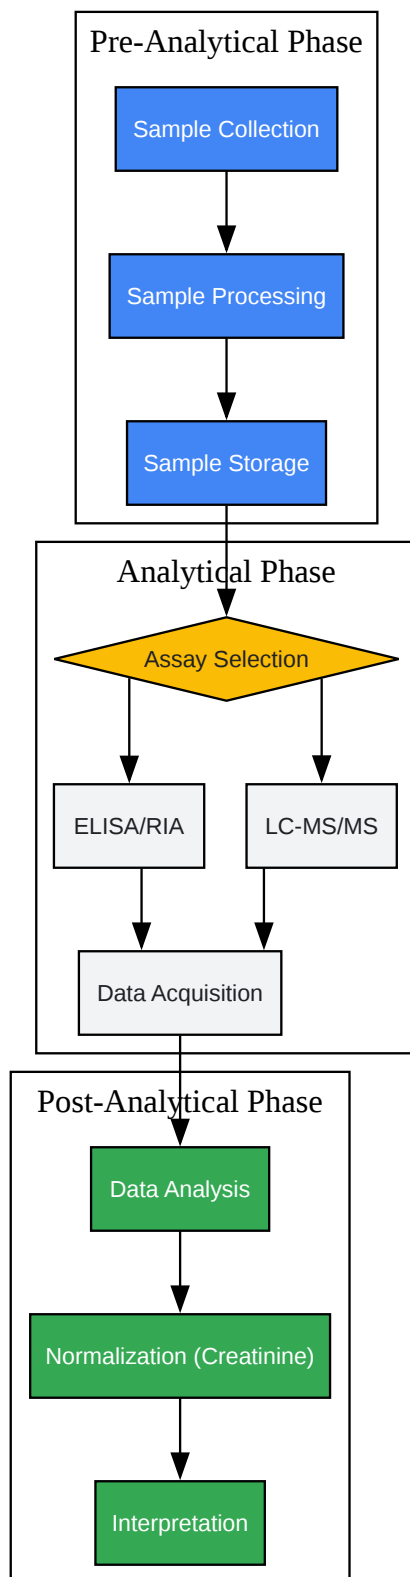 Pre-Analytical Phase
Sample Collection
Sample Processing
Sample Storage
Analytical Phase
Assay Selection
ELISA/RIA
LC-MS/MS
Data Acquisition
Post-Analytical Phase
Data Analysis
Normalization (Creatinine)
Interpretation